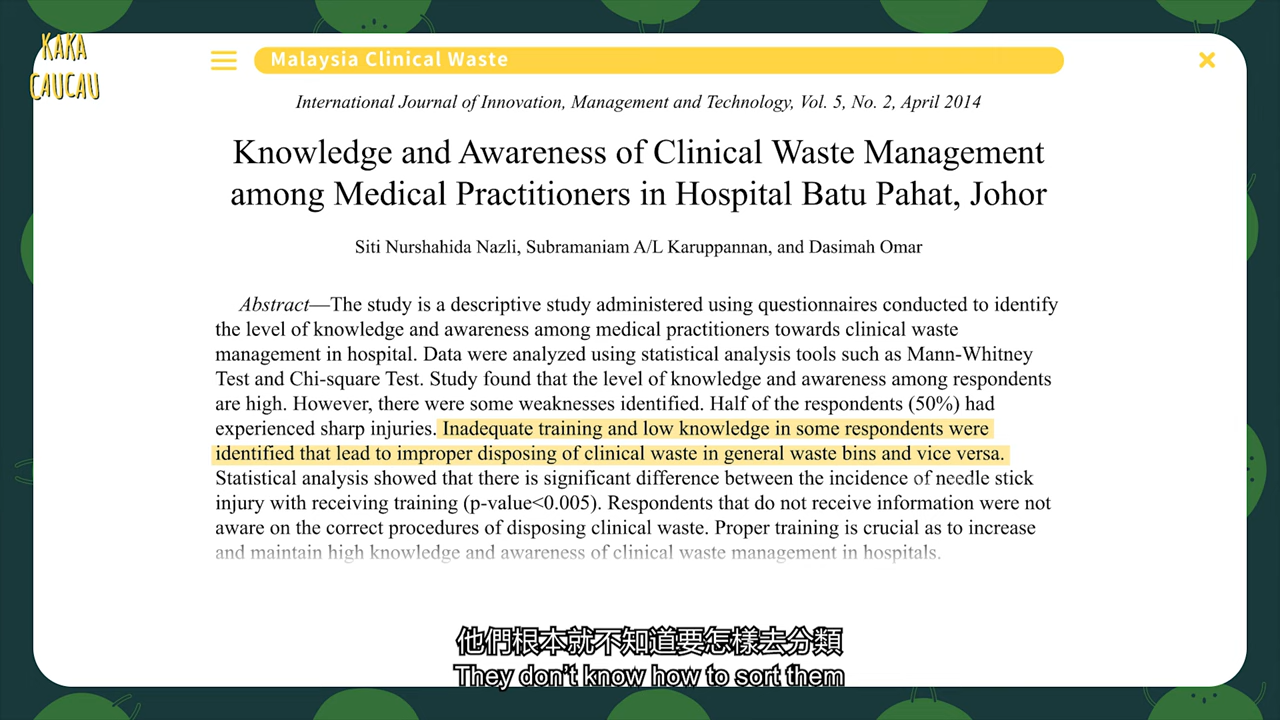 KAKA
CAUCAU
Malaysia Clinical Waste
International Journal of Innovation, Management and Technology, Vol. 5, No. 2, April 2014
Knowledge and Awareness of Clinical Waste Management
among Medical Practitioners in Hospital Batu Pahat, Johor
Siti Nurshahida Nazli, Subramaniam A/L Karuppannan, and Dasimah Omar
Abstract—The study is a descriptive study administered using questionnaires conducted to identify
the level of knowledge and awareness among medical practitioners towards clinical waste
management in hospital. Data were analyzed using statistical analysis tools such as Mann-Whitney
Test and Chi-square Test. Study found that the level of knowledge and awareness among respondents
are high. However, there were some weaknesses identified. Half of the respondents (50%) had
experienced sharp injuries. Inadequate training and low knowledge in some respondents were
identified that lead to improper disposing of clinical waste in general waste bins and vice versa.
Statistical analysis showed that there is significant difference between the incidence of needle stick
injury with receiving training (p-value<0.005). Respondents that do not receive information were not
aware on the correct procedures of disposing clinical waste. Proper training is crucial as to increase
and maintain high knowledge and awareness of clinical waste management in hospitals.
他們根本就不知道要怎樣去分類
They don't know how to sort them